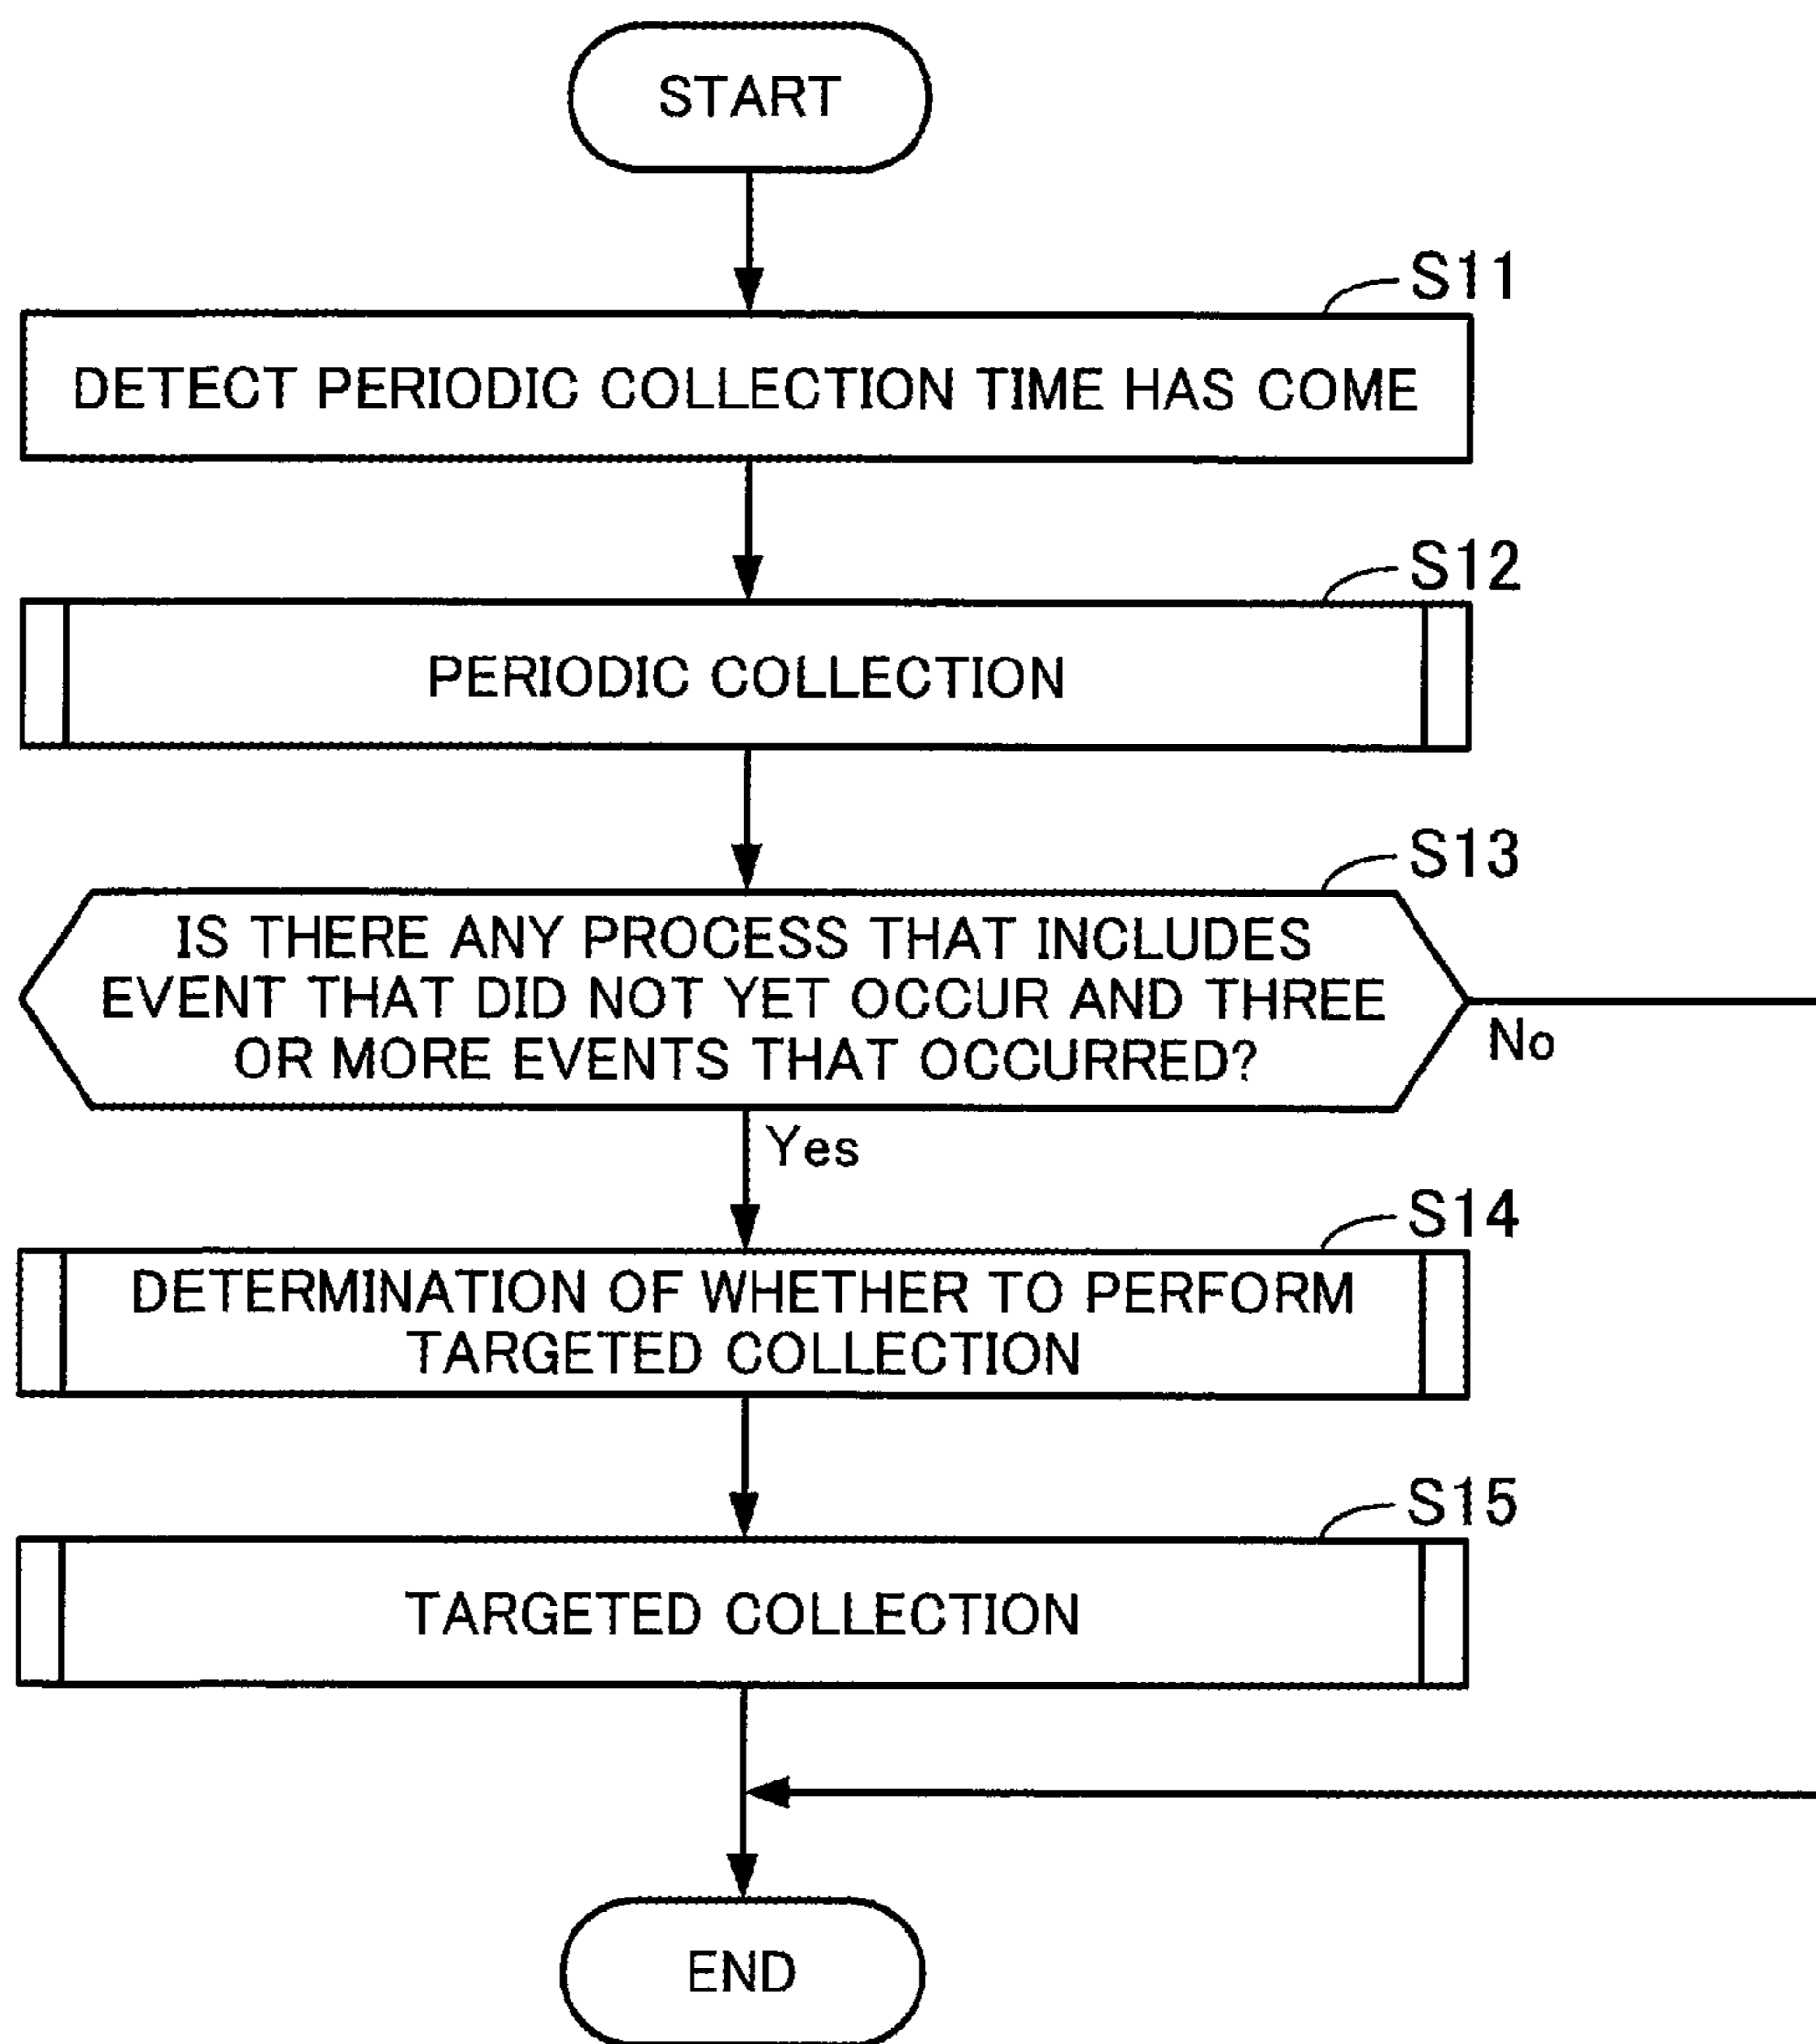 START
S11
DETECT PERIODIC COLLECTION TIME HAS COME
S12
PERIODIC COLLECTION
S13
IS THERE ANY PROCESS THAT INCLUDES
EVENT THAT DID NOT YET OCCUR AND THREE
OR MORE EVENTS THAT OCCURRED?
No
Yes
S14
DETERMINATION OF WHETHER TO PERFORM
TARGETED COLLECTION
S15
TARGETED COLLECTION
END